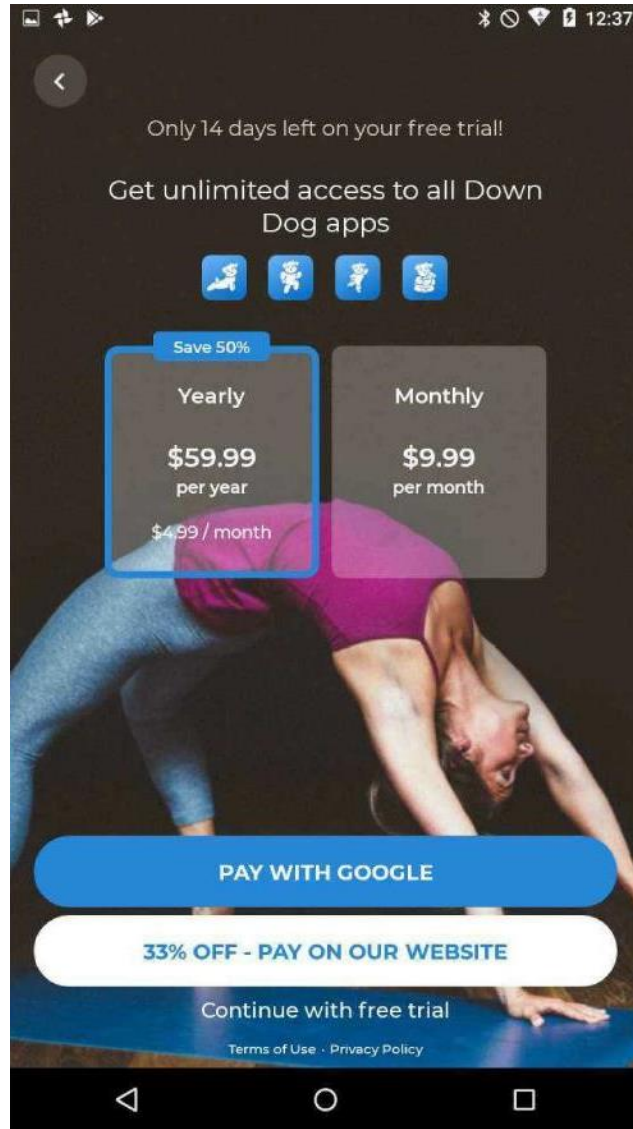 12:37
Only 14 days left on your free trial!
Get unlimited access to all Down
Dog apps
Save 50%
Yearly
$59.99
per year
$4.99 / month
Monthly
$9.99
per month
PAY WITH GOOGLE
33% OFF - PAY ON OUR WEBSITE
Continue with free trial
Terms of Use · Privacy Policy